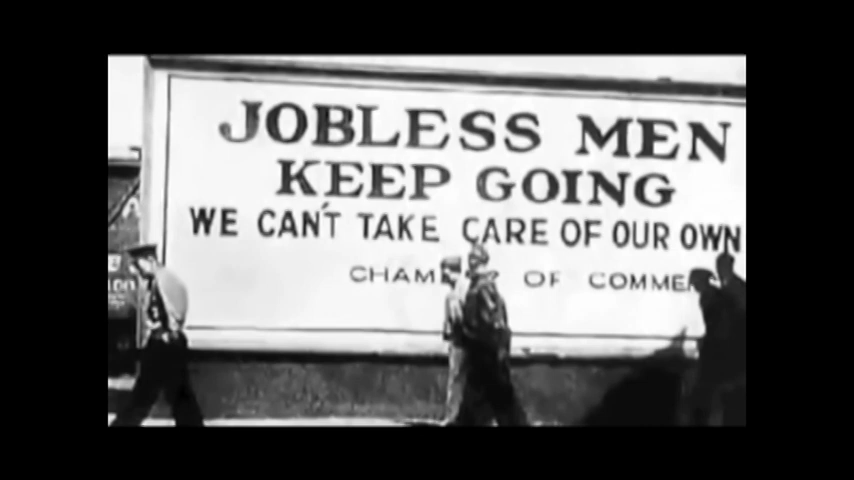 JOBLESS MEN
KEEP GOING
WE CAN'T TAKE CARE OF OUR OWN
OF